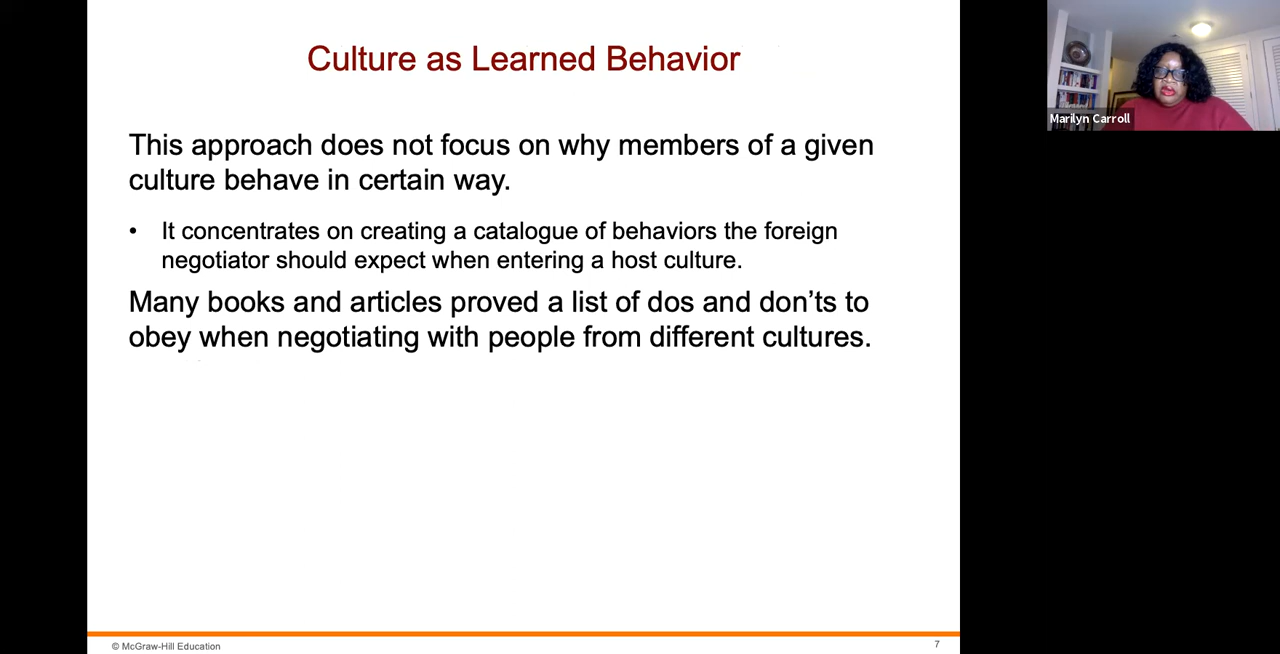 Culture as Learned Behavior
Marilyn Carroll
This approach does not focus on why members of a given
culture behave in certain way.
• It concentrates on creating a catalogue of behaviors the foreign
negotiator should expect when entering a host culture.
Many books and articles proved a list of dos and don’ts to
obey when negotiating with people from different cultures.
© McGraw-Hill Education
7